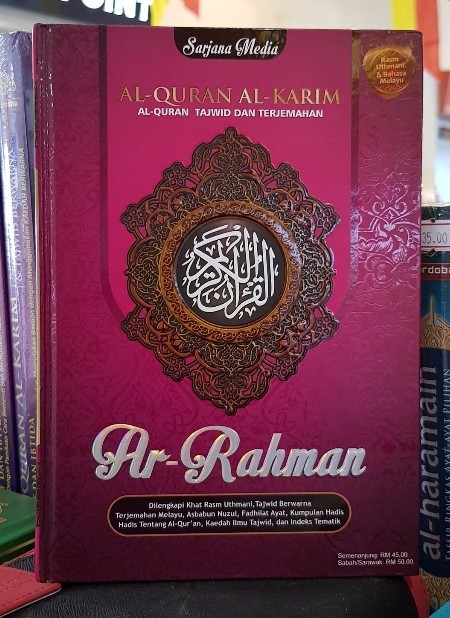 POINT
Sarjana Media
Rasm
Uthmani
& Bahasa
Melayu
AL-QURAN AL-KARIM
AL-QURAN TAJWID DAN TERJEMAHAN
القرآن الكريم
Ar-Rahman
Dilengkapi Khat Rasm Uthmani,Tajwid Berwarna
Terjemahan Melayu, Asbabun Nuzul, Fadhilat Ayat, Kumpulan Hadis
Hadis Tentang Al-Qur'an, Kaedah Ilmu Tajwid, dan Indeks Tematik
Semenanjung: RM 45.00
Sabah/Sarawak: RM 50.00
35.00
al-haramain